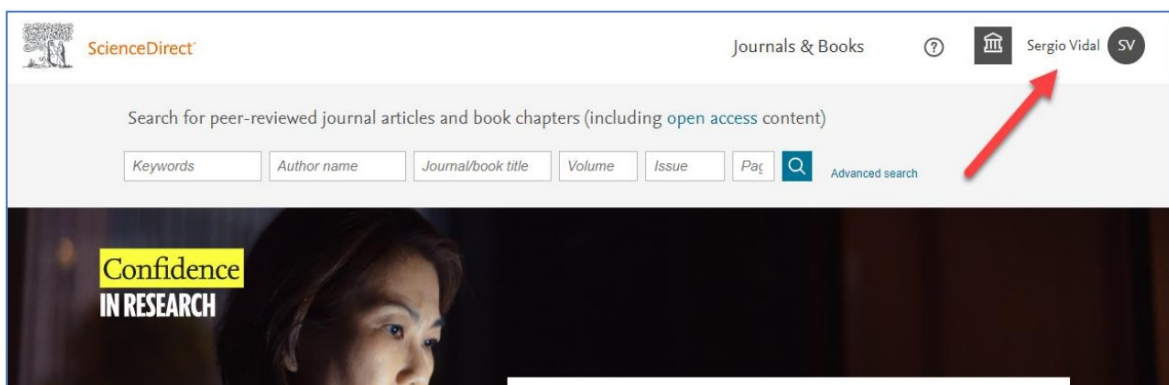 ScienceDirect
Journals & Books ? Sergio Vidal SV
Search for peer-reviewed journal articles and book chapters (including open access content)
Keywords Author name Journal/book title Volume Issue Pag Advanced search
Confidence
IN RESEARCH